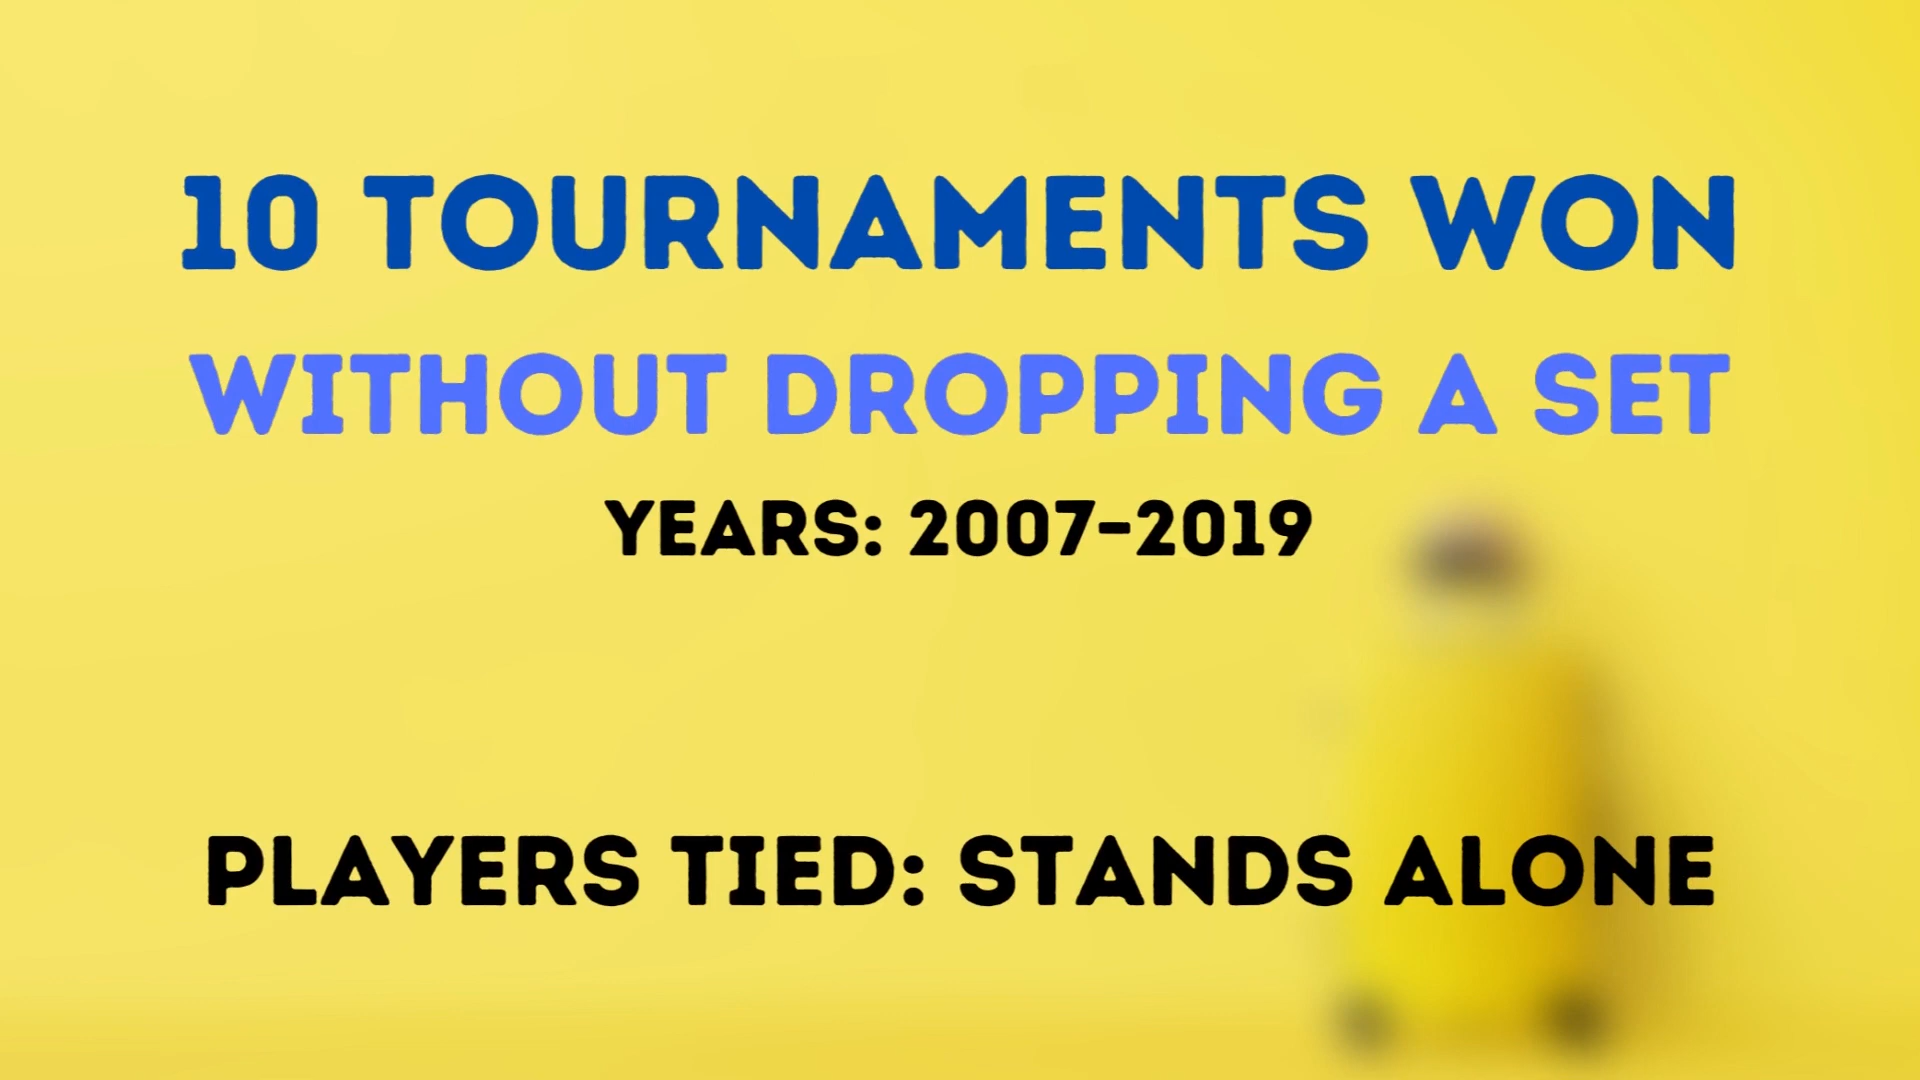 10 TOURNAMENTS WON
WITHOUT DROPPING A SET
YEARS: 2007-2019
PLAYERS TIED: STANDS ALONE